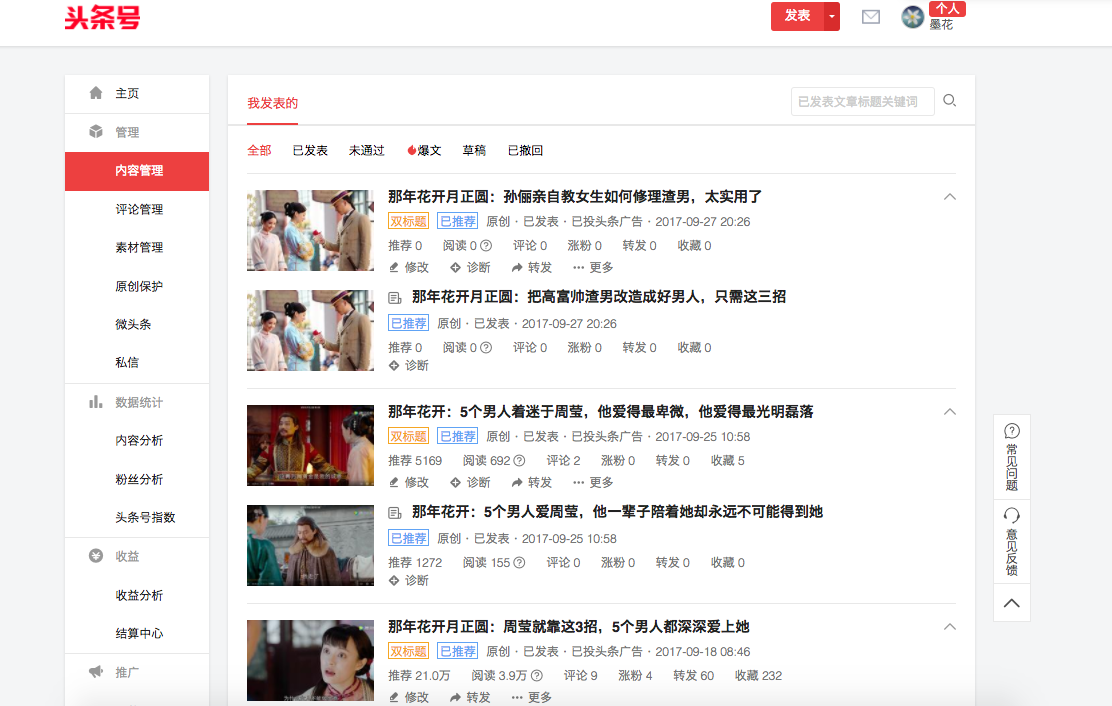 头条号
发表
个人
墨花
主页
管理
内容管理
评论管理
素材管理
原创保护
微头条
私信
数据统计
内容分析
粉丝分析
头条号指数
收益
收益分析
结算中心
推广
我发表的
已发表文章标题关键词
全部 已发表 未通过 爆文 草稿 已撤回
那年花开月正圆：孙俪亲自教女生如何修理渣男，太实用了
双标题 已推荐 原创 · 已发表 · 已投头条广告 · 2017-09-27 20:26
推荐 0 阅读 0 评论 0 涨粉 0 转发 0 收藏 0
修改 诊断 转发 ··· 更多
那年花开月正圆：把高富帅渣男改造成好男人，只需这三招
已推荐 原创 · 已发表 · 2017-09-27 20:26
推荐 0 阅读 0 评论 0 涨粉 0 转发 0 收藏 0
诊断
那年花开：5个男人着迷于周莹，他爱得最卑微，他爱得最光明磊落
双标题 已推荐 原创 · 已发表 · 已投头条广告 · 2017-09-25 10:58
推荐 5169 阅读 692 评论 2 涨粉 0 转发 0 收藏 5
修改 诊断 转发 ··· 更多
那年花开：5个男人爱周莹，他一辈子陪着她却永远不可能得到她
已推荐 原创 · 已发表 · 2017-09-25 10:58
推荐 1272 阅读 155 评论 0 涨粉 0 转发 0 收藏 0
诊断
那年花开月正圆：周莹就靠这3招，5个男人都深深爱上她
双标题 已推荐 原创 · 已发表 · 已投头条广告 · 2017-09-18 08:46
推荐 21.0万 阅读 3.9万 评论 9 涨粉 4 转发 60 收藏 232
修改 转发 ··· 更多
常见问题
意见反馈